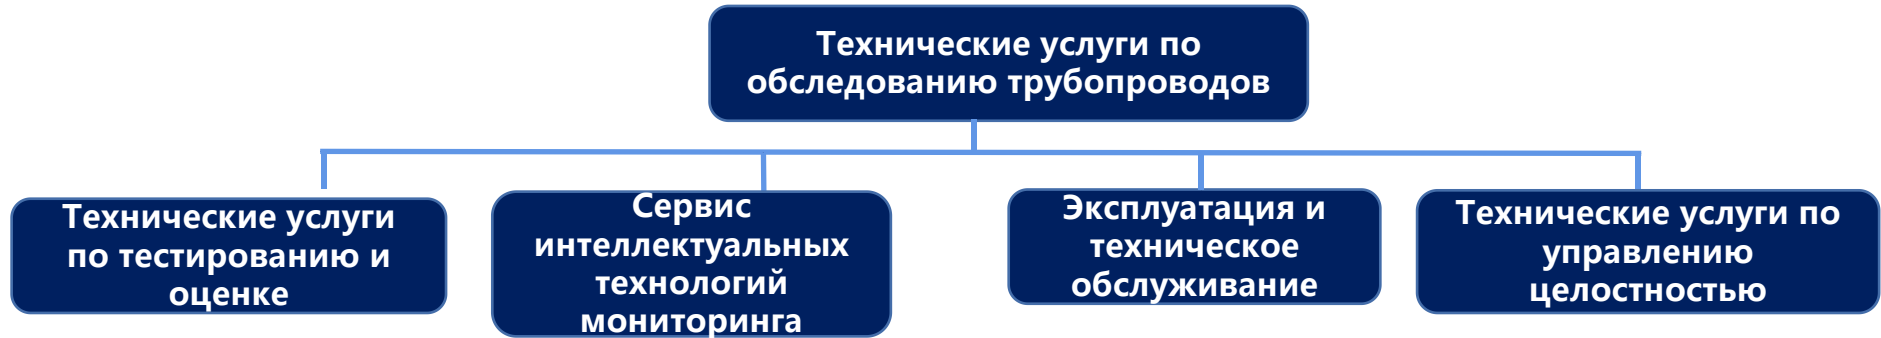 Технические услуги по
обследованию трубопроводов
Технические услуги
по тестированию и
оценке
Сервис
интеллектуальных
технологий
мониторинга
Эксплуатация и
техническое
обслуживание
Технические услуги по
управлению
целостностью